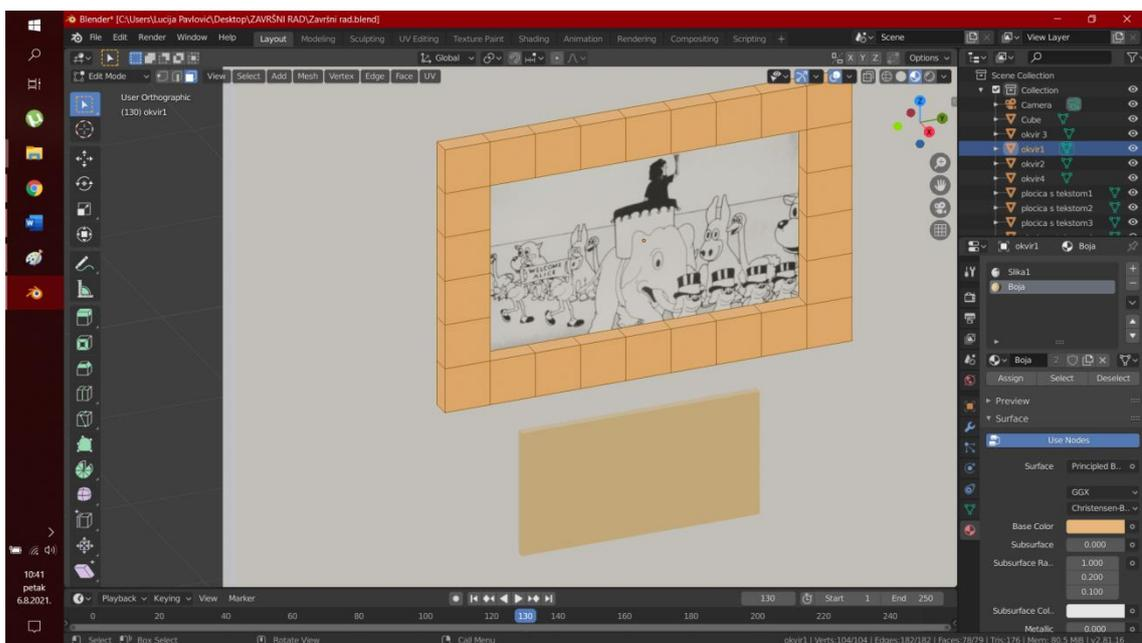 Blender* [C:\Users\Lucija Pavlović\Desktop\ZAVRŠNI RAD\Završni rad.blend]
File Edit Render Window Help Layout Modeling Sculpting UV Editing Texture Paint Shading Animation Rendering Compositing Scripting + Scene View Layer
Global X Y Z Options
Edit Mode View Select Add Mesh Vertex Edge Face UV
User Orthographic
(130) okvir1
Z
Y
X
WELCOME
ALICE
Scene Collection
Collection
Camera
Cube
okvir 3
okvir1
okvir2
okvir4
plocica s tekstom1
plocica s tekstom2
plocica s tekstom3
okvir1 Boja
Slika1
Boja
Boja 2
Assign Select Deselect
Preview
Surface
Use Nodes
Surface Principled B..
GGX
Christensen-B..
Base Color
Subsurface 0.000
Subsurface Ra.. 1.000
0.200
0.100
Subsurface Col..
Metallic 0.000
10:41
petak
6.8.2021.
Playback Keying View Marker 130 Start 1 End 250
0 20 40 60 80 100 120 130 140 160 180 200 220 240
Select Box Select Rotate View Call Menu okvir1 | Verts:104/104 | Edges:182/182 | Faces:78/79 | Tris:176 | Mem: 80.5 MiB | v2.81.16